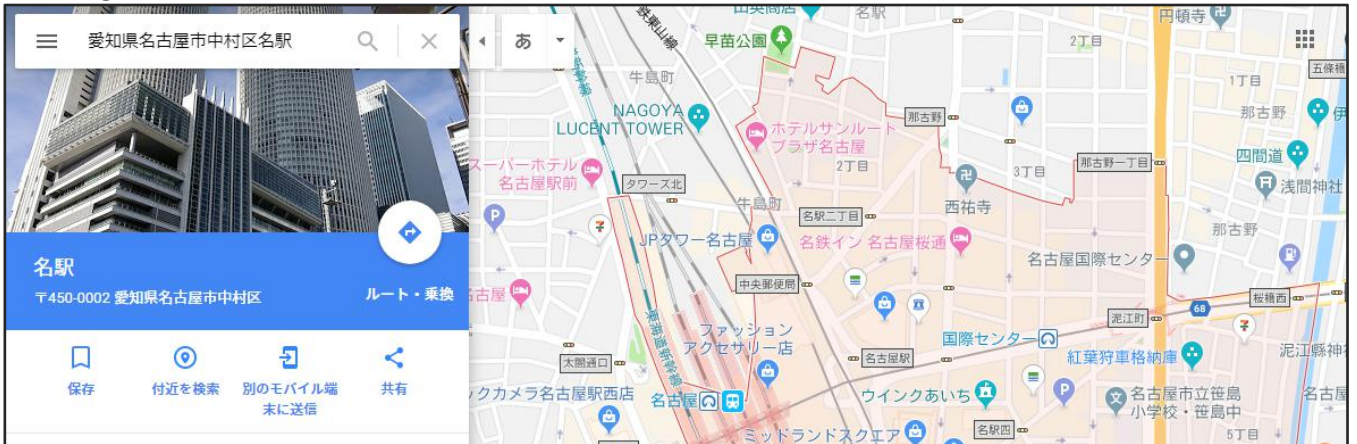 愛知県名古屋市中村区名駅
あ
名駅
〒450-0002 愛知県名古屋市中村区
ルート・乗換
保存
付近を検索
別のモバイル端
末に送信
共有
山英商店
名駅
円頓寺
早苗公園
2丁目
五條橋
牛島町
1丁目
NAGOYA
LUCENT TOWER
那古野
那古野
ホテルサンルート
プラザ名古屋
スーパーホテル
名古屋駅前
2丁目
3丁目
那古野一丁目
四間道
浅間神社
タワーズ北
牛島町
名駅二丁目
西祐寺
那古野
JPタワー名古屋
名鉄イン 名古屋桜通
名古屋国際センター
中央郵便局
桜橋西
68
泥江町
ファッション
アクセサリー店
国際センター
太閤通口
名古屋駅
紅葉狩車格納庫
泥江縣神
ックカメラ名古屋駅西店
名古屋
ウインクあいち
名古屋市立笹島
小学校・笹島中
名古屋
ミッドランドスクエア
名駅四
5丁目
東海道新幹線